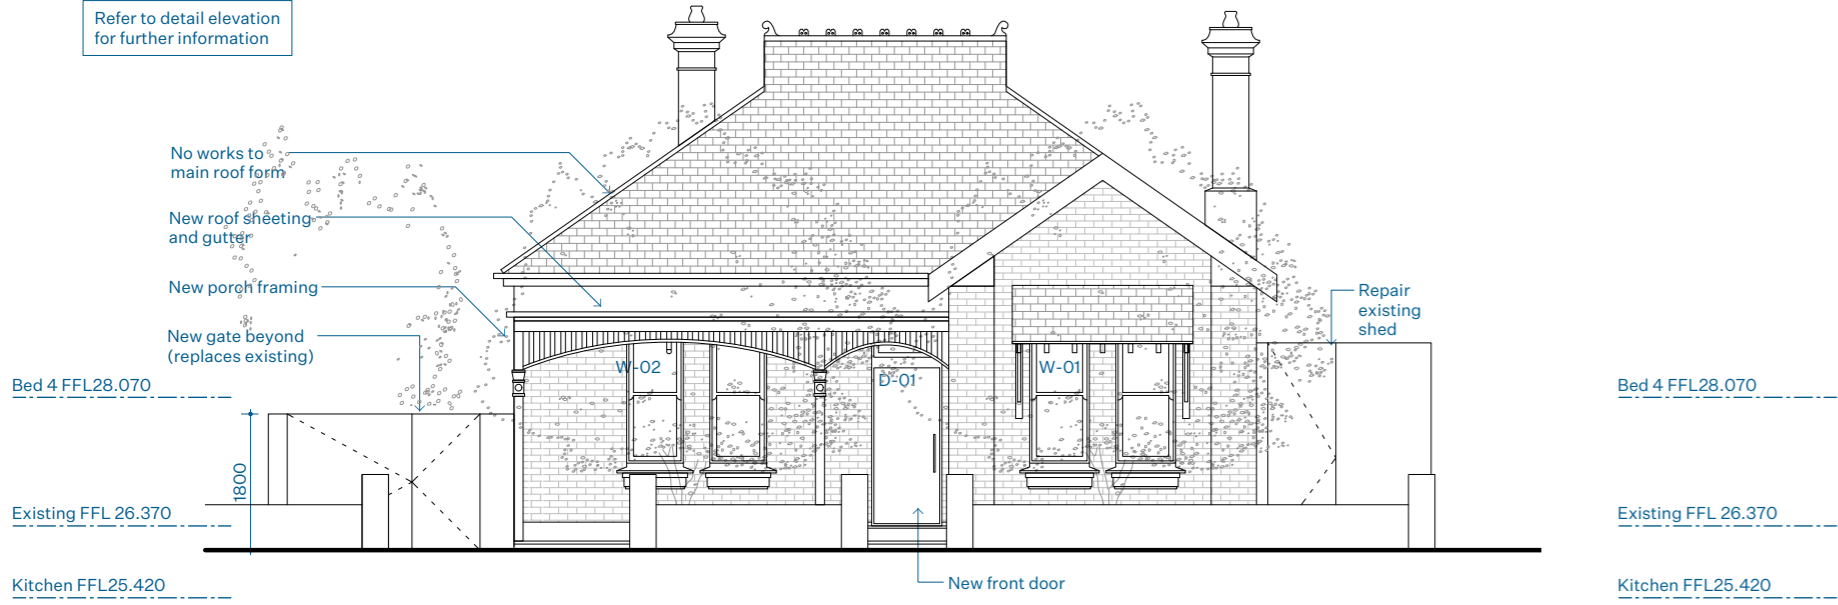 Refer to detail elevation
for further information
No works to
main roof form
New roof sheeting
and gutter
New porch framing
New gate beyond
(replaces existing)
Repair
existing
shed
W-02
D-01
W-01
Bed 4 FFL28.070
Bed 4 FFL28.070
1800
Existing FFL 26.370
Existing FFL 26.370
New front door
Kitchen FFL25.420
Kitchen FFL25.420